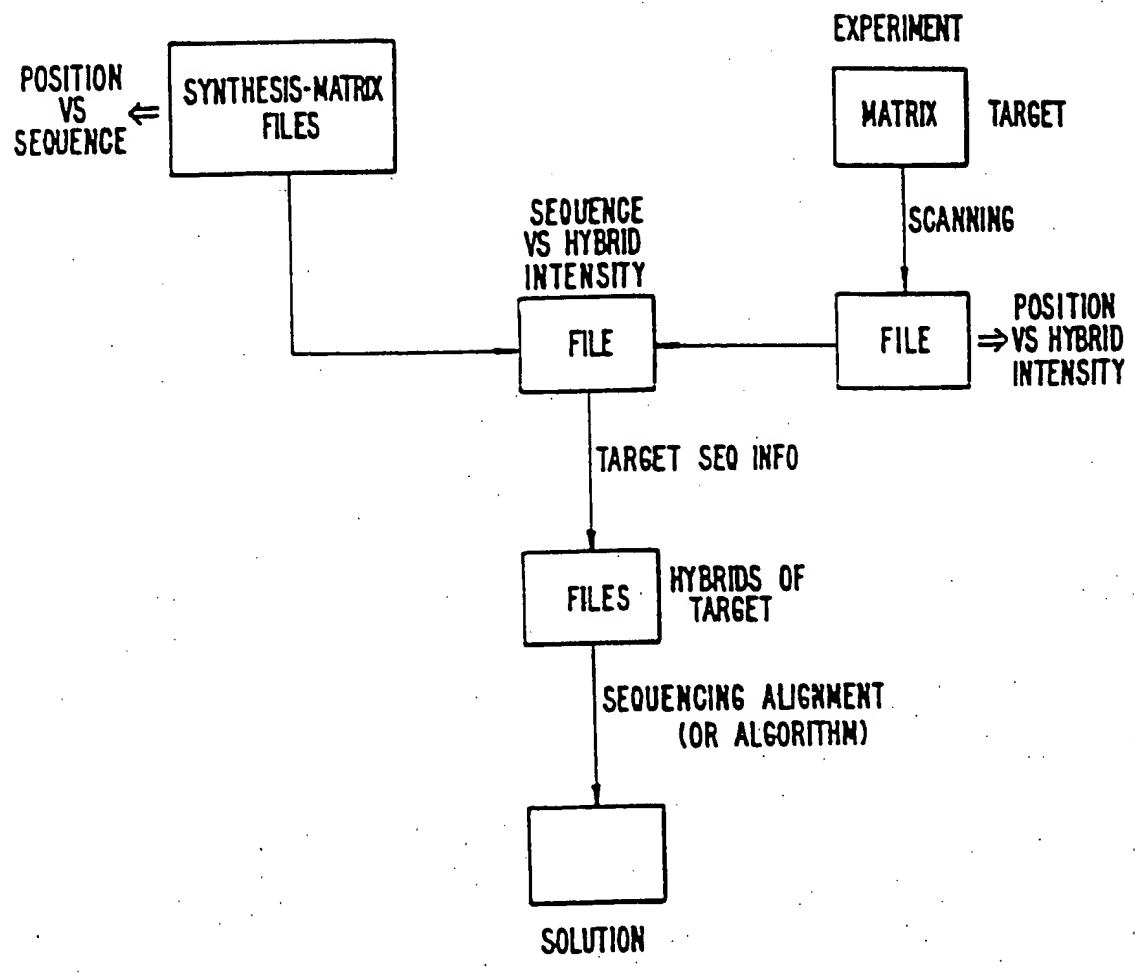 EXPERIMENT
POSITION
VS
SEQUENCE
⇐
SYNTHESIS-MATRIX
FILES
MATRIX
TARGET
SCANNING
SEQUENCE
VS HYBRID
INTENSITY
FILE
FILE
⇒
POSITION
VS HYBRID
INTENSITY
TARGET SEQ INFO
FILES
HYBRIDS OF
TARGET
SEQUENCING ALIGNMENT
(OR ALGORITHM)
SOLUTION